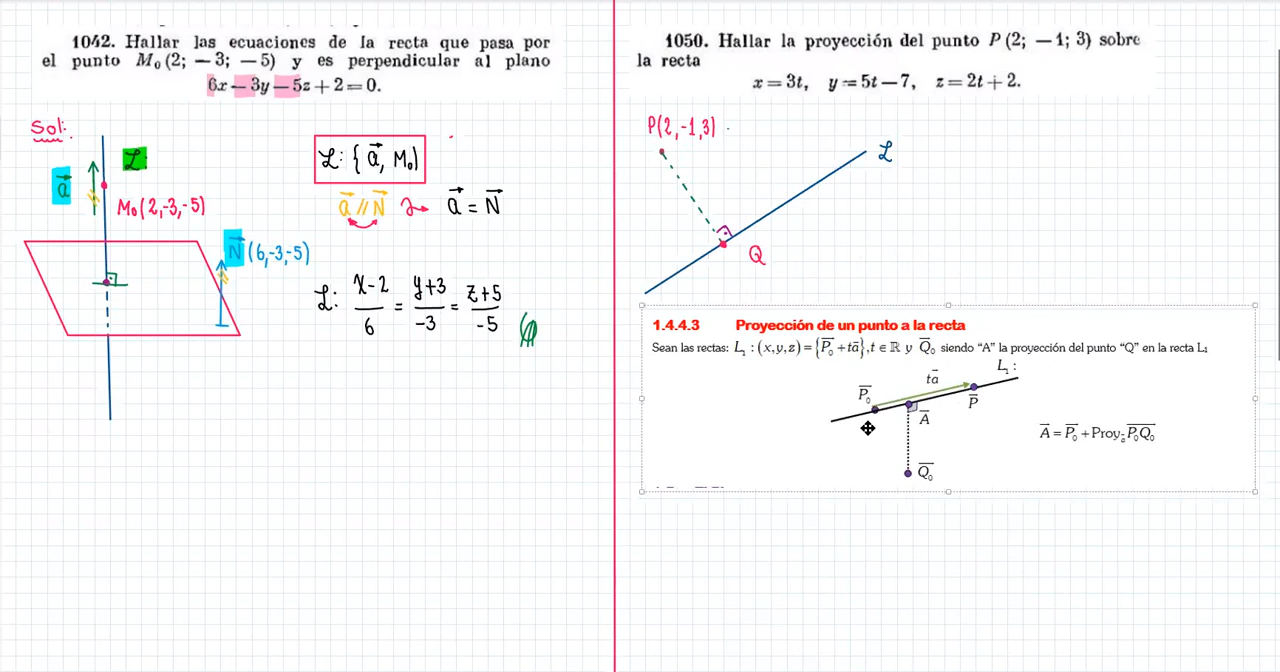 1042. Hallar las ecuaciones de la recta que pasa por
el punto M₀(2; −3; −5) y es perpendicular al plano
6x − 3y − 5z + 2 = 0.
Sol:
L:
a⃗
M₀(2,-3,-5)
N⃗(6,-3,-5)
L: {a⃗, M₀)
a⃗ // N⃗ → a⃗ = N⃗
L: x-2/6 = y+3/-3 = z+5/-5
1050. Hallar la proyección del punto P(2; −1; 3) sobre
la recta
x = 3t, y = 5t − 7, z = 2t + 2.
P(2,-1,3)
L
Q
1.4.4.3 Proyección de un punto a la recta
Sean las rectas: L₁ : (x,y,z) = {P̅₀ + ta̅}, t ∈ ℝ y Q̅₀ siendo “A” la proyección del punto “Q” en la recta L₁
L₁ :
ta̅
P̅₀
P̅
A̅
A̅ = P̅₀ + Proy_a̅ P̅₀Q̅₀
Q̅₀